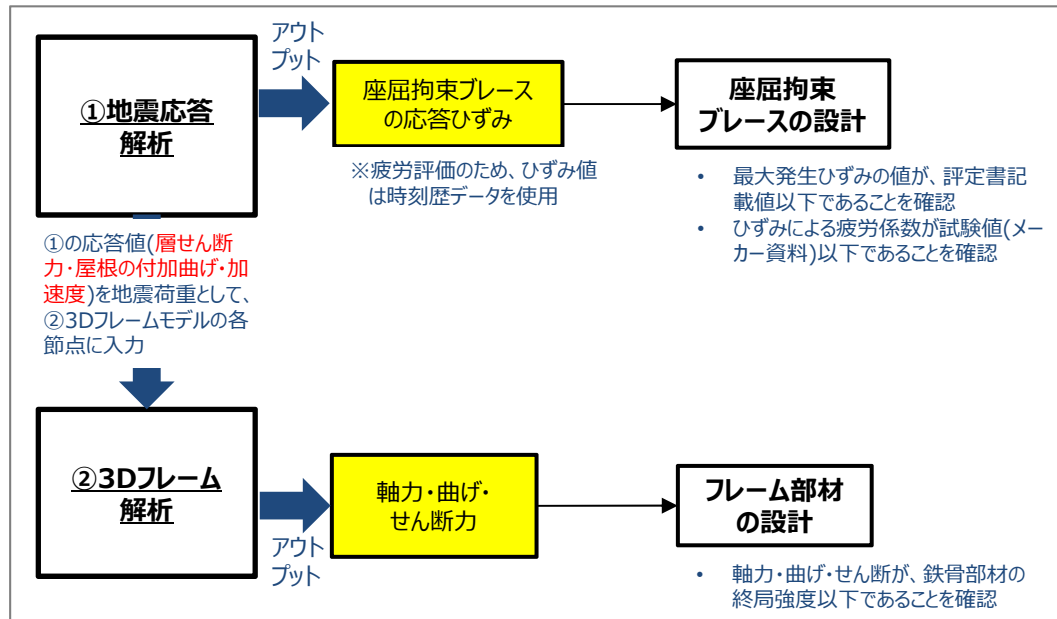 アウト
プット
①地震応答
解析
座屈拘束ブレース
の応答ひずみ
座屈拘束
ブレースの設計
※疲労評価のため、ひずみ値
は時刻歴データを使用
• 最大発生ひずみの値が、評定書記
載値以下であることを確認
• ひずみによる疲労係数が試験値(メー
カー資料)以下であることを確認
①の応答値(層せん断
力・屋根の付加曲げ・加
速度)を地震荷重として、
②3Dフレームモデルの各
節点に入力
②3Dフレーム
解析
アウト
プット
軸力・曲げ・
せん断力
フレーム部材
の設計
• 軸力・曲げ・せん断が、鉄骨部材の
終局強度以下であることを確認